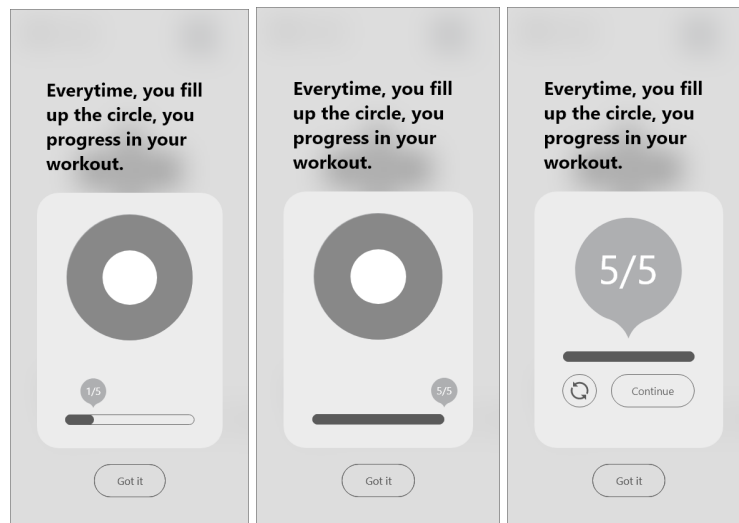 Everytime, you fill
up the circle, you
progress in your
workout.
1/5
Got it
Everytime, you fill
up the circle, you
progress in your
workout.
5/5
Got it
Everytime, you fill
up the circle, you
progress in your
workout.
5/5
Continue
Got it